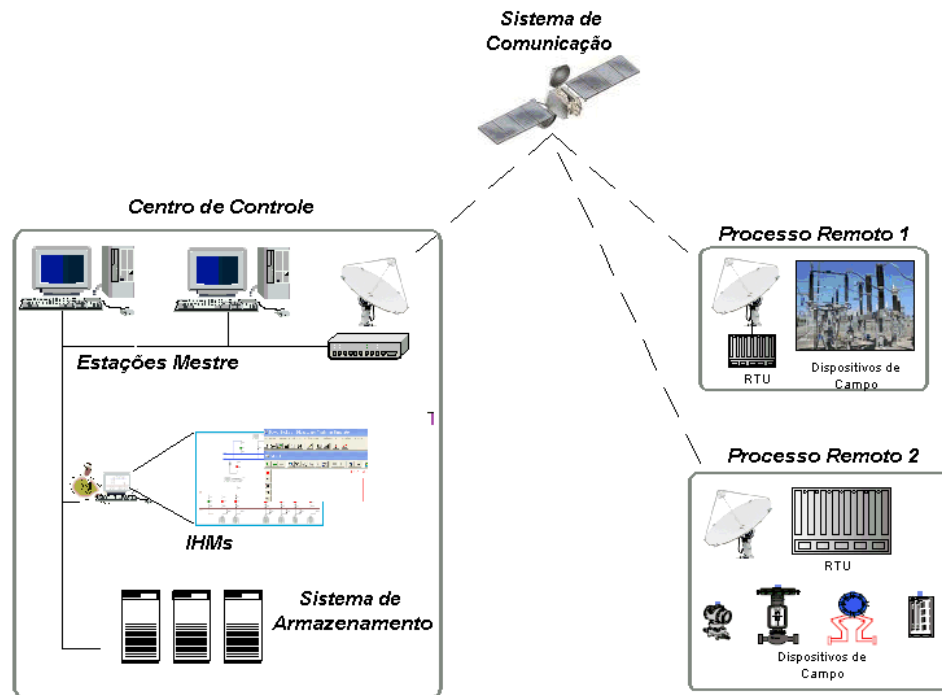 Sistema de
Comunicação
Centro de Controle
Estações Mestre
IHMs
Sistema de
Armazenamento
Processo Remoto 1
RTU
Dispositivos de
Campo
Processo Remoto 2
RTU
Dispositivos de
Campo